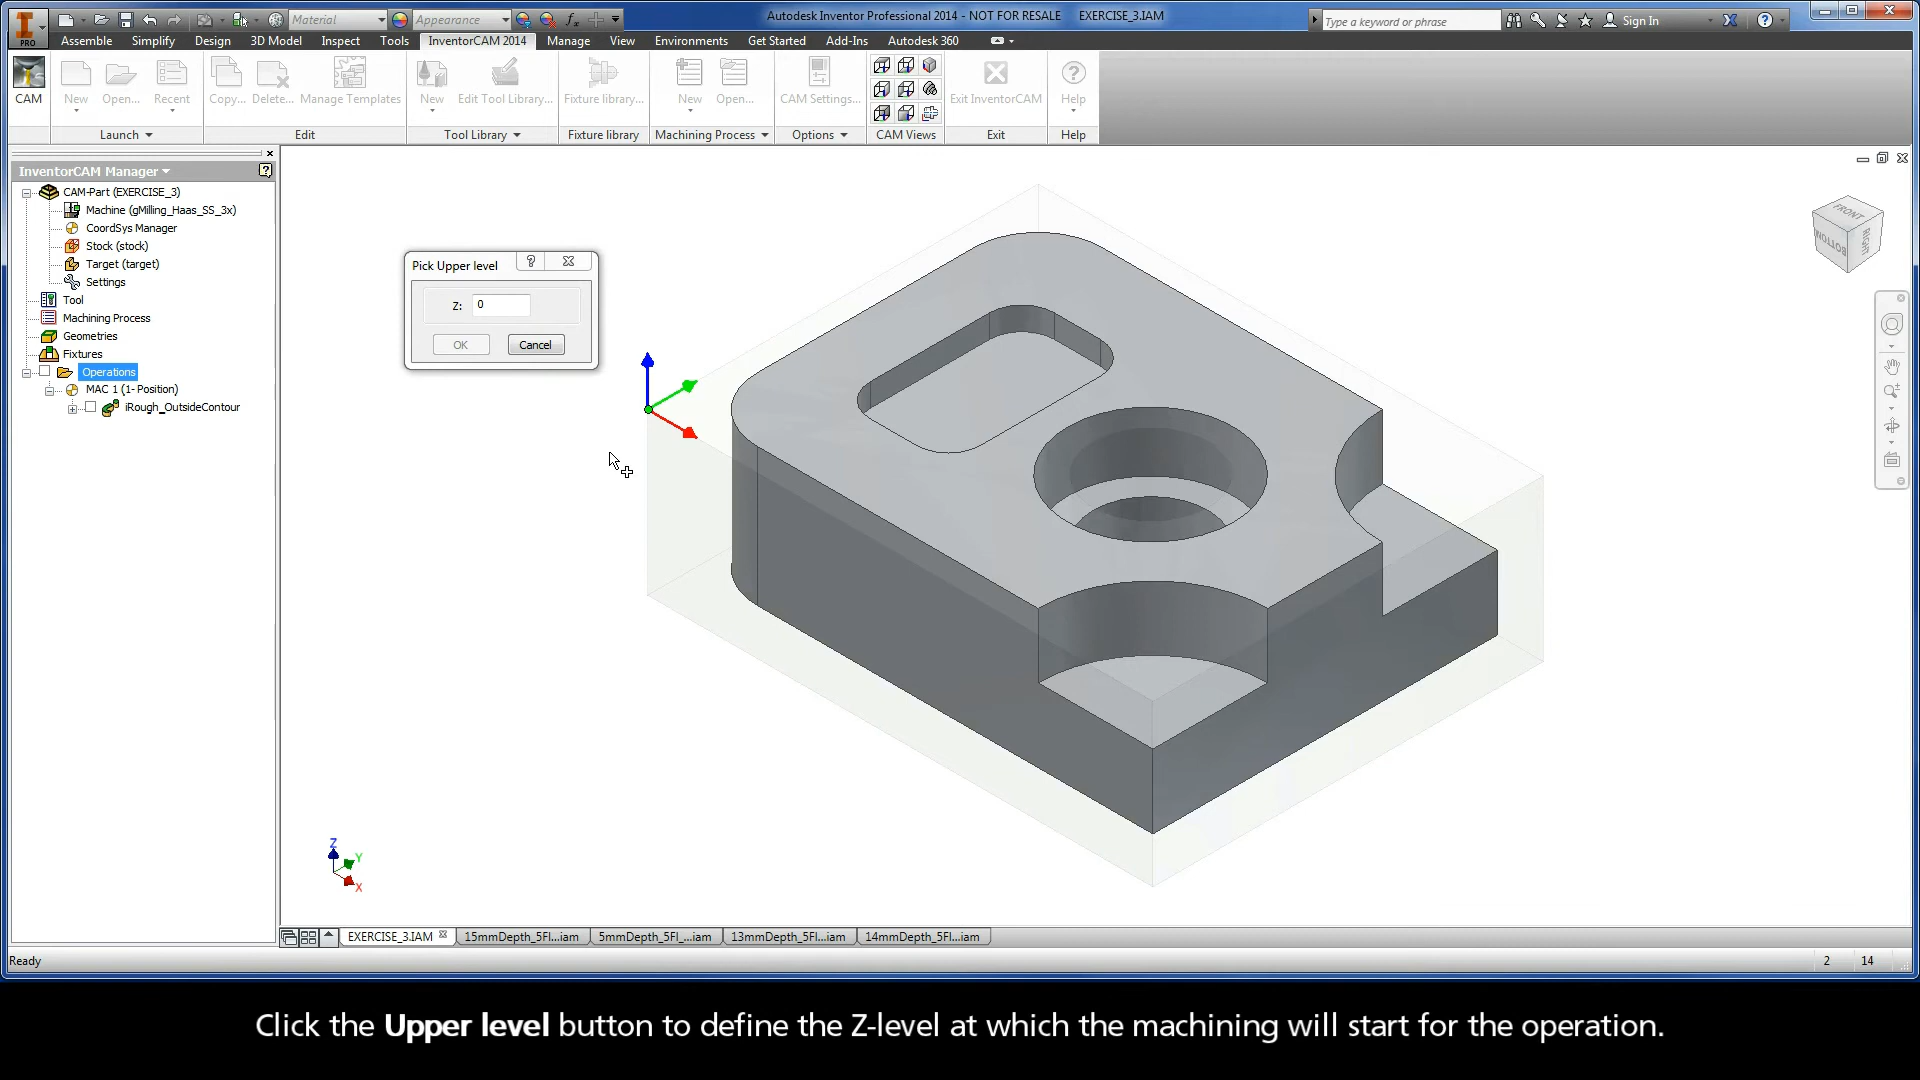 Material
Appearance
Autodesk Inventor Professional 2014 - NOT FOR RESALE EXERCISE_3.IAM
Type a keyword or phrase
Sign In
PRO
Assemble Simplify Design 3D Model Inspect Tools InventorCAM 2014 Manage View Environments Get Started Add-Ins Autodesk 360
CAM New Open... Recent Copy... Delete... Manage Templates New Edit Tool Library... Fixture library... New Open... CAM Settings... Exit InventorCAM Help
Launch Edit Tool Library Fixture library Machining Process Options CAM Views Exit Help
InventorCAM Manager
CAM-Part (EXERCISE_3)
Machine (gMilling_Haas_SS_3x)
CoordSys Manager
Stock (stock)
Target (target)
Settings
Tool
Machining Process
Geometries
Fixtures
Operations
MAC 1 (1- Position)
iRough_OutsideContour
Pick Upper level
Z: 0
OK Cancel
FRONT
BOTTOM
RIGHT
Z
Y
X
EXERCISE_3.IAM 15mmDepth_5Fl...iam 5mmDepth_5Fl_...iam 13mmDepth_5Fl...iam 14mmDepth_5Fl...iam
Ready 2 14
Click the Upper level button to define the Z-level at which the machining will start for the operation.